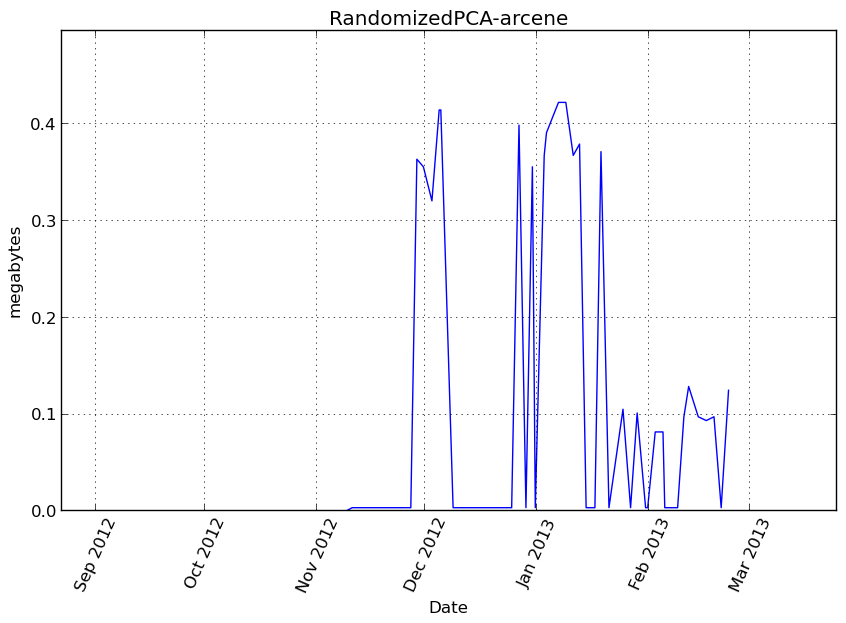 RandomizedPCA-arcene
megabytes
0.4
0.3
0.2
0.1
0.0
Sep 2012
Oct 2012
Nov 2012
Dec 2012
Jan 2013
Feb 2013
Mar 2013
Date